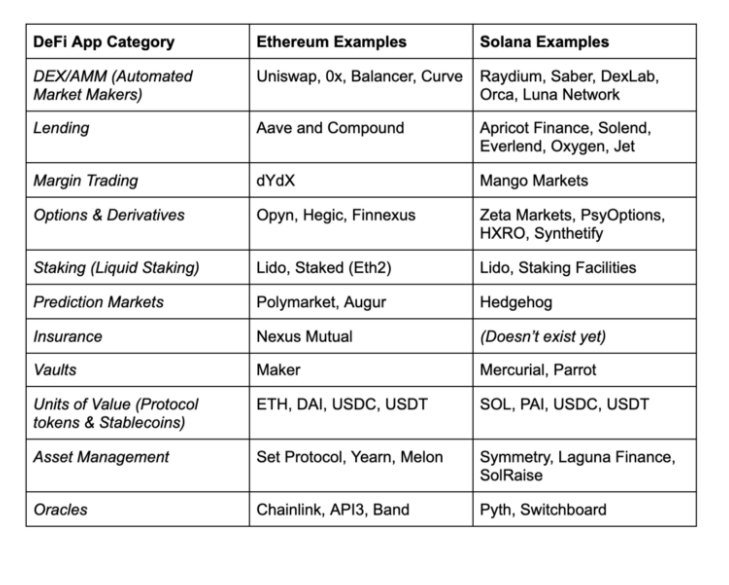 DeFi App Category Ethereum Examples Solana Examples
DEX/AMM (Automated Uniswap, 0x, Balancer, Curve Raydium, Saber, DexLab,
Market Makers) Orca, Luna Network
Lending Aave and Compound Apricot Finance, Solend,
Everlend, Oxygen, Jet
Margin Trading dYdX Mango Markets
Options & Derivatives Opyn, Hegic, Finnexus Zeta Markets, PsyOptions,
HXRO, Synthetify
Staking (Liquid Staking) Lido, Staked (Eth2) Lido, Staking Facilities
Prediction Markets Polymarket, Augur Hedgehog
Insurance Nexus Mutual (Doesn't exist yet)
Vaults Maker Mercurial, Parrot
Units of Value (Protocol ETH, DAI, USDC, USDT SOL, PAI, USDC, USDT
tokens & Stablecoins)
Asset Management Set Protocol, Yearn, Melon Symmetry, Laguna Finance,
SolRaise
Oracles Chainlink, API3, Band Pyth, Switchboard